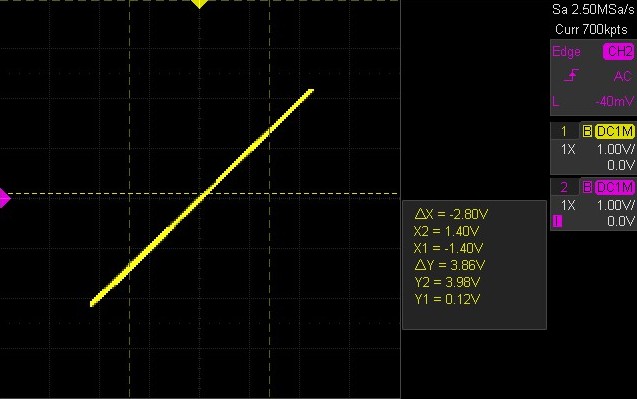 Sa 2.50MSa/s
Curr 700kpts
Edge CH2
AC
L -40mV
1 B DC1M
1X 1.00V/
0.0V
2 B DC1M
1X 1.00V/
I 0.0V
△X = -2.80V
X2 = 1.40V
X1 = -1.40V
△Y = 3.86V
Y2 = 3.98V
Y1 = 0.12V